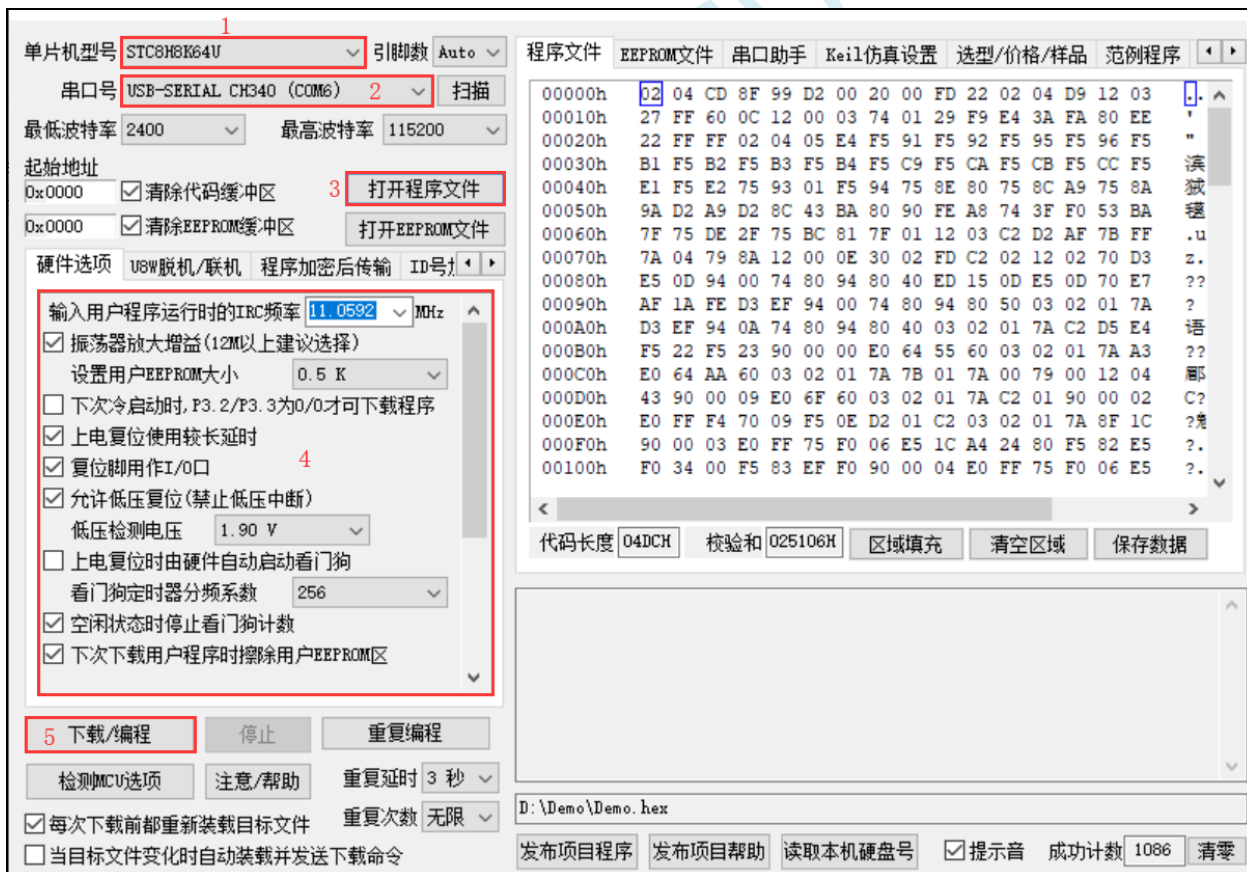 1
单片机型号 STC8H8K64U 引脚数 Auto
串口号 USB-SERIAL CH340 (COM6) 2 扫描
最低波特率 2400 最高波特率 115200
起始地址
0x0000 清除代码缓冲区 3 打开程序文件
0x0000 清除EEPROM缓冲区 打开EEPROM文件
硬件选项 U8W脱机/联机 程序加密后传输
输入用户程序运行时的IRC频率 11.0592 MHz
振荡器放大增益(12M以上建议选择)
设置用户EEPROM大小 0.5 K
下次冷启动时,P3.2/P3.3为0/0才可下载程序
上电复位使用较长延时
复位脚用作I/O口 4
允许低压复位(禁止低压中断)
低压检测电压 1.90 V
上电复位时由硬件自动启动看门狗
看门狗定时器分频系数 256
空闲状态时停止看门狗计数
下次下载用户程序时擦除用户EEPROM区
5 下载/编程 停止 重复编程
检测MCU选项 注意/帮助 重复延时 3 秒
每次下载前都重新装载目标文件 重复次数 无限
当目标文件变化时自动装载并发送下载命令
程序文件 EEPROM文件 串口助手 Keil仿真设置 选型/价格/样品 范例程序
00000h 02 04 CD 8F 99 D2 00 20 00 FD 22 02 04 D9 12 03 ..
00010h 27 FF 60 0C 12 00 03 74 01 29 F9 E4 3A FA 80 EE '
00020h 22 FF FF 02 04 05 E4 F5 91 F5 92 F5 95 F5 96 F5 "
00030h B1 F5 B2 F5 B3 F5 B4 F5 C9 F5 CA F5 CB F5 CC F5 滨
00040h E1 F5 E2 75 93 01 F5 94 75 8E 80 75 8C A9 75 8A
00050h 9A D2 A9 D2 8C 43 BA 80 90 FE A8 74 3F F0 53 BA
00060h 7F 75 DE 2F 75 BC 81 7F 01 12 03 C2 D2 AF 7B FF .u
00070h 7A 04 79 8A 12 00 0E 30 02 FD C2 02 12 02 70 D3 z.
00080h E5 0D 94 00 74 80 94 80 40 ED 15 0D E5 0D 70 E7 ??
00090h AF 1A FE D3 EF 94 00 74 80 94 80 50 03 02 01 7A ?
000A0h D3 EF 94 0A 74 80 94 80 40 03 02 01 7A C2 D5 E4 语
000B0h F5 22 F5 23 90 00 00 E0 64 55 60 03 02 01 7A A3 ??
000C0h E0 64 AA 60 03 02 01 7A 7B 01 7A 00 79 00 12 04 郿
000D0h 43 90 00 09 E0 6F 60 03 02 01 7A C2 01 90 00 02 C?
000E0h E0 FF F4 70 09 F5 0E D2 01 C2 03 02 01 7A 8F 1C
000F0h 90 00 03 E0 FF 75 F0 06 E5 1C A4 24 80 F5 82 E5 ?.
00100h F0 34 00 F5 83 EF F0 90 00 04 E0 FF 75 F0 06 E5 ?.
代码长度 04DCH 校验和 025106H 区域填充 清空区域 保存数据
D:\Demo\Demo.hex
发布项目程序 发布项目帮助 读取本机硬盘号 提示音 成功计数 1086 清零